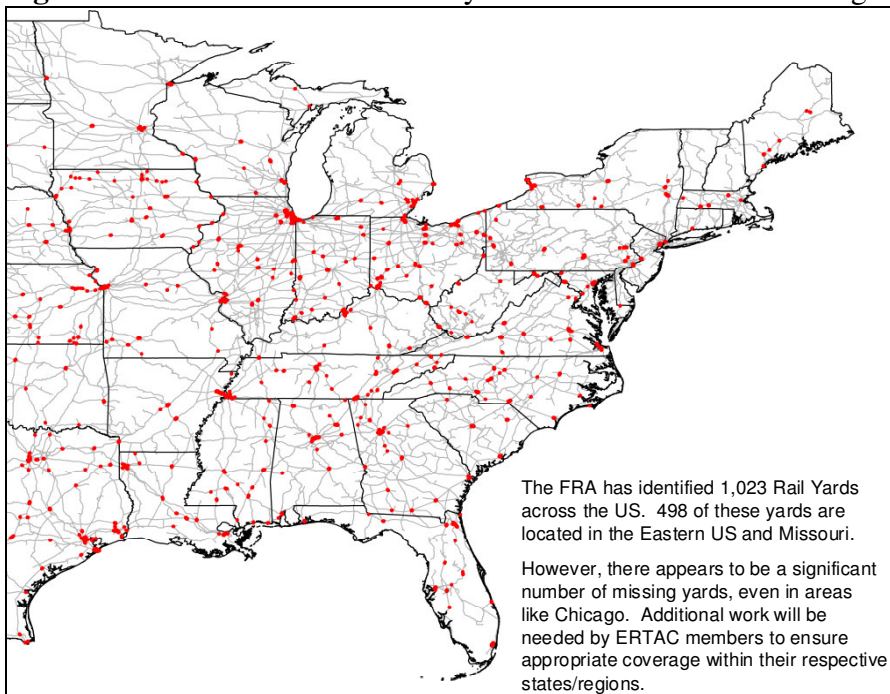 The FRA has identified 1,023 Rail Yards
across the US.  498 of these yards are
located in the Eastern US and Missouri.
However, there appears to be a significant
number of missing yards, even in areas
like Chicago.  Additional work will be
needed by ERTAC members to ensure
appropriate coverage within their respective
states/regions.